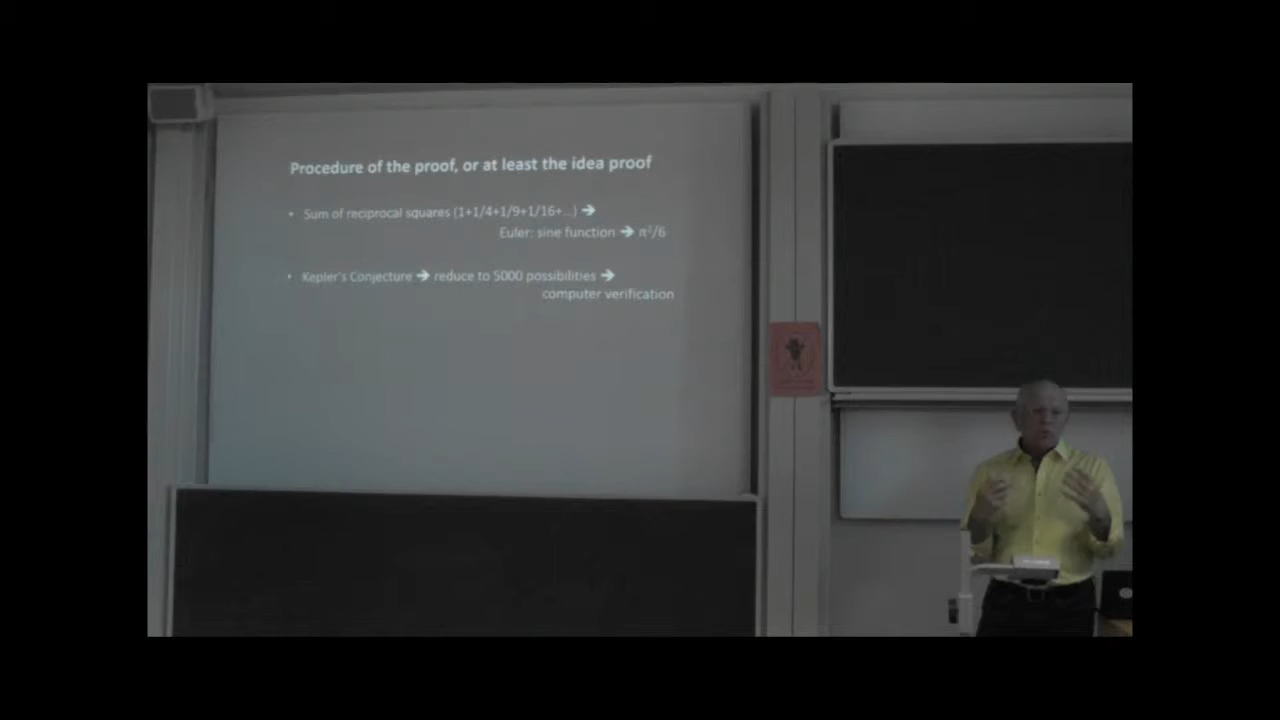 Procedure of the proof, or at least the idea proof
• Sum of reciprocal squares (1+1/4+1/9+1/16+...) ➔
Euler: sine function ➔ π²/6
• Kepler's Conjecture ➔ reduce to 5000 possibilities ➔
computer verification